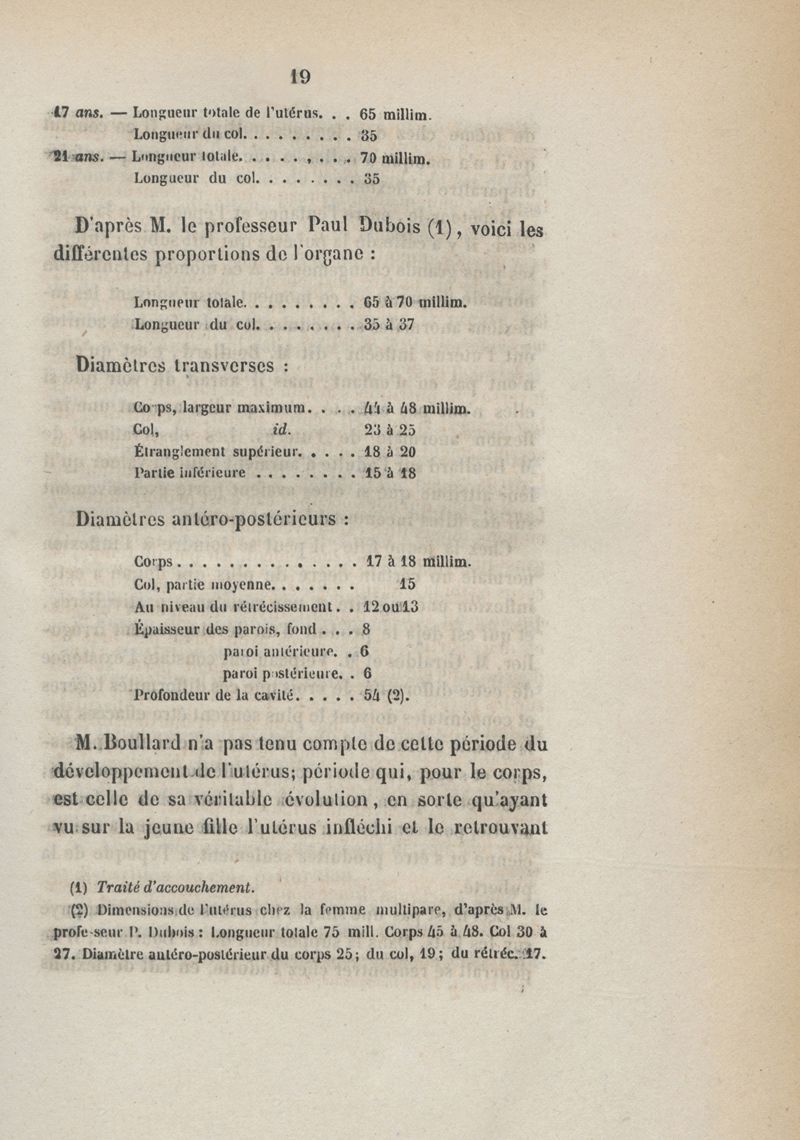 19
17 ans. — Longueur totale de l'utérus. . . 65 millim.
Longueur du col. . . . . . . . . 35
21 ans. — Longueur totale. . . . . . . . . 70 millim.
Longueur du col. . . . . . . . 35
D'après M. le professeur Paul Dubois (1), voici les
différentes proportions de l'organe :
Longueur totale. . . . . . . . . 65 à 70 millim.
Longueur du col. . . . . . . . 35 à 37
Diamètres transverses :
Corps, largeur maximum. . . . 44 à 48 millim.
Col, id. 23 à 25
Étranglement supérieur. . . . . 18 à 20
Partie inférieure . . . . . . . . 15 à 18
Diamètres antéro-postérieurs :
Corps . . . . . . . . . . . . . . 17 à 18 millim.
Col, partie moyenne. . . . . . . 15
Au niveau du rétrécissement. . 12 ou 13
Épaisseur des parois, fond . . . 8
paroi antérieure. . 6
paroi postérieure. . 6
Profondeur de la cavité. . . . . 54 (2).
M. Boullard n'a pas tenu compte de cette période du
développement de l'utérus; période qui, pour le corps,
est celle de sa véritable évolution, en sorte qu'ayant
vu sur la jeune fille l'utérus infléchi et le retrouvant
(1) Traité d'accouchement.
(2) Dimensions de l'utérus chez la femme multipare, d'après M. le
professeur P. Dubois : Longueur totale 75 mill. Corps 45 à 48. Col 30 à
27. Diamètre antéro-postérieur du corps 25; du col, 19; du rétréc. 17.